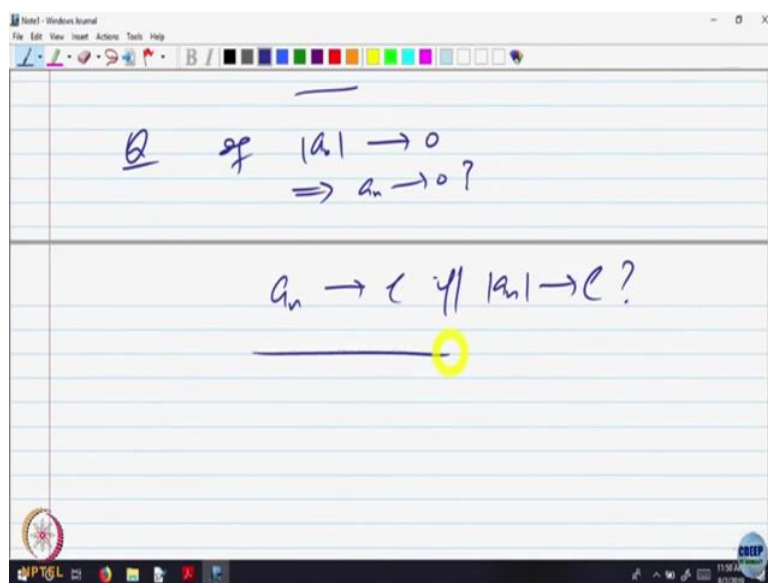 Note1 - Windows Journal
File Edit View Insert Actions Tools Help
B I
Q If |aₙ| → 0
⇒ aₙ → 0 ?
aₙ → l iff |aₙ| → l ?
NPTEL
CDEEP